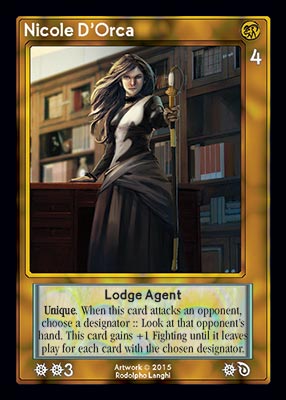 Nicole D'Orca
4
Lodge Agent
Unique. When this card attacks an opponent,
choose a designator :: Look at that opponent's
hand. This card gains +1 Fighting until it leaves
play for each card with the chosen designator.
3
Artwork © 2015
Rodolpho Langhi